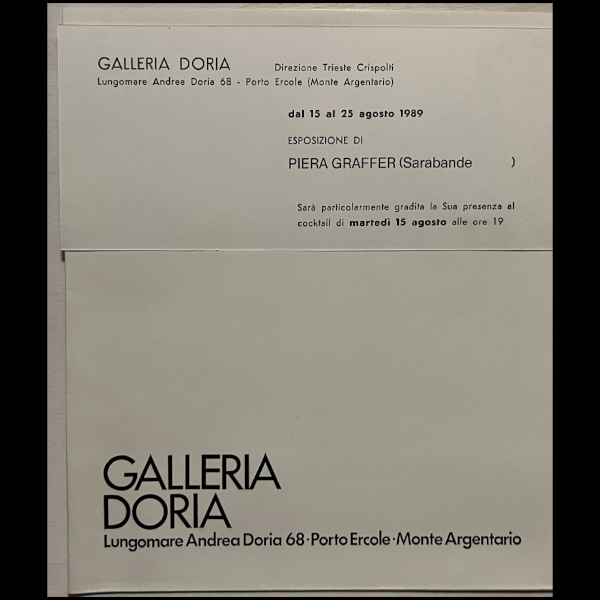 GALLERIA DORIA Direzione Trieste Crispolti
Lungomare Andrea Doria 68 - Porto Ercole (Monte Argentario)
dal 15 al 25 agosto 1989
ESPOSIZIONE DI
PIERA GRAFFER (Sarabande )
Sarà particolarmente gradita la Sua presenza al
cocktail di martedì 15 agosto alle ore 19
GALLERIA
DORIA
Lungomare Andrea Doria 68·Porto Ercole·Monte Argentario